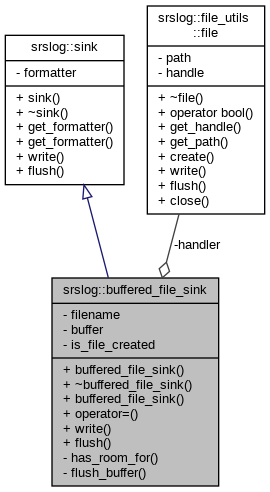 srslog::sink
- formatter
+ sink()
+ ~sink()
+ get_formatter()
+ get_formatter()
+ write()
+ flush()
srslog::file_utils
::file
- path
- handle
+ ~file()
+ operator bool()
+ get_handle()
+ get_path()
+ create()
+ write()
+ flush()
+ close()
-handler
srslog::buffered_file_sink
- filename
- buffer
- is_file_created
+ buffered_file_sink()
+ ~buffered_file_sink()
+ buffered_file_sink()
+ operator=()
+ write()
+ flush()
- has_room_for()
- flush_buffer()